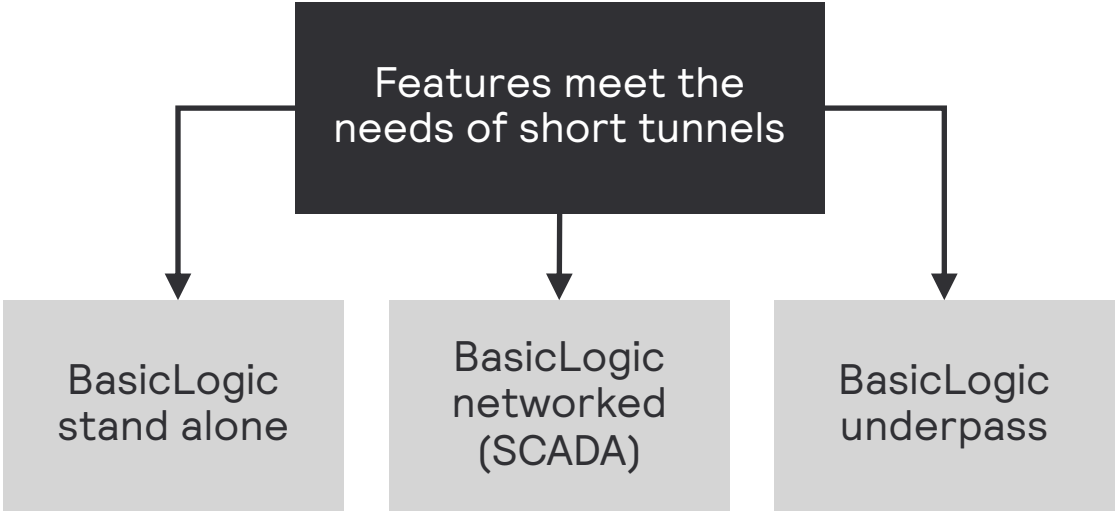 Features meet the
needs of short tunnels
BasicLogic
stand alone
BasicLogic
networked
(SCADA)
BasicLogic
underpass